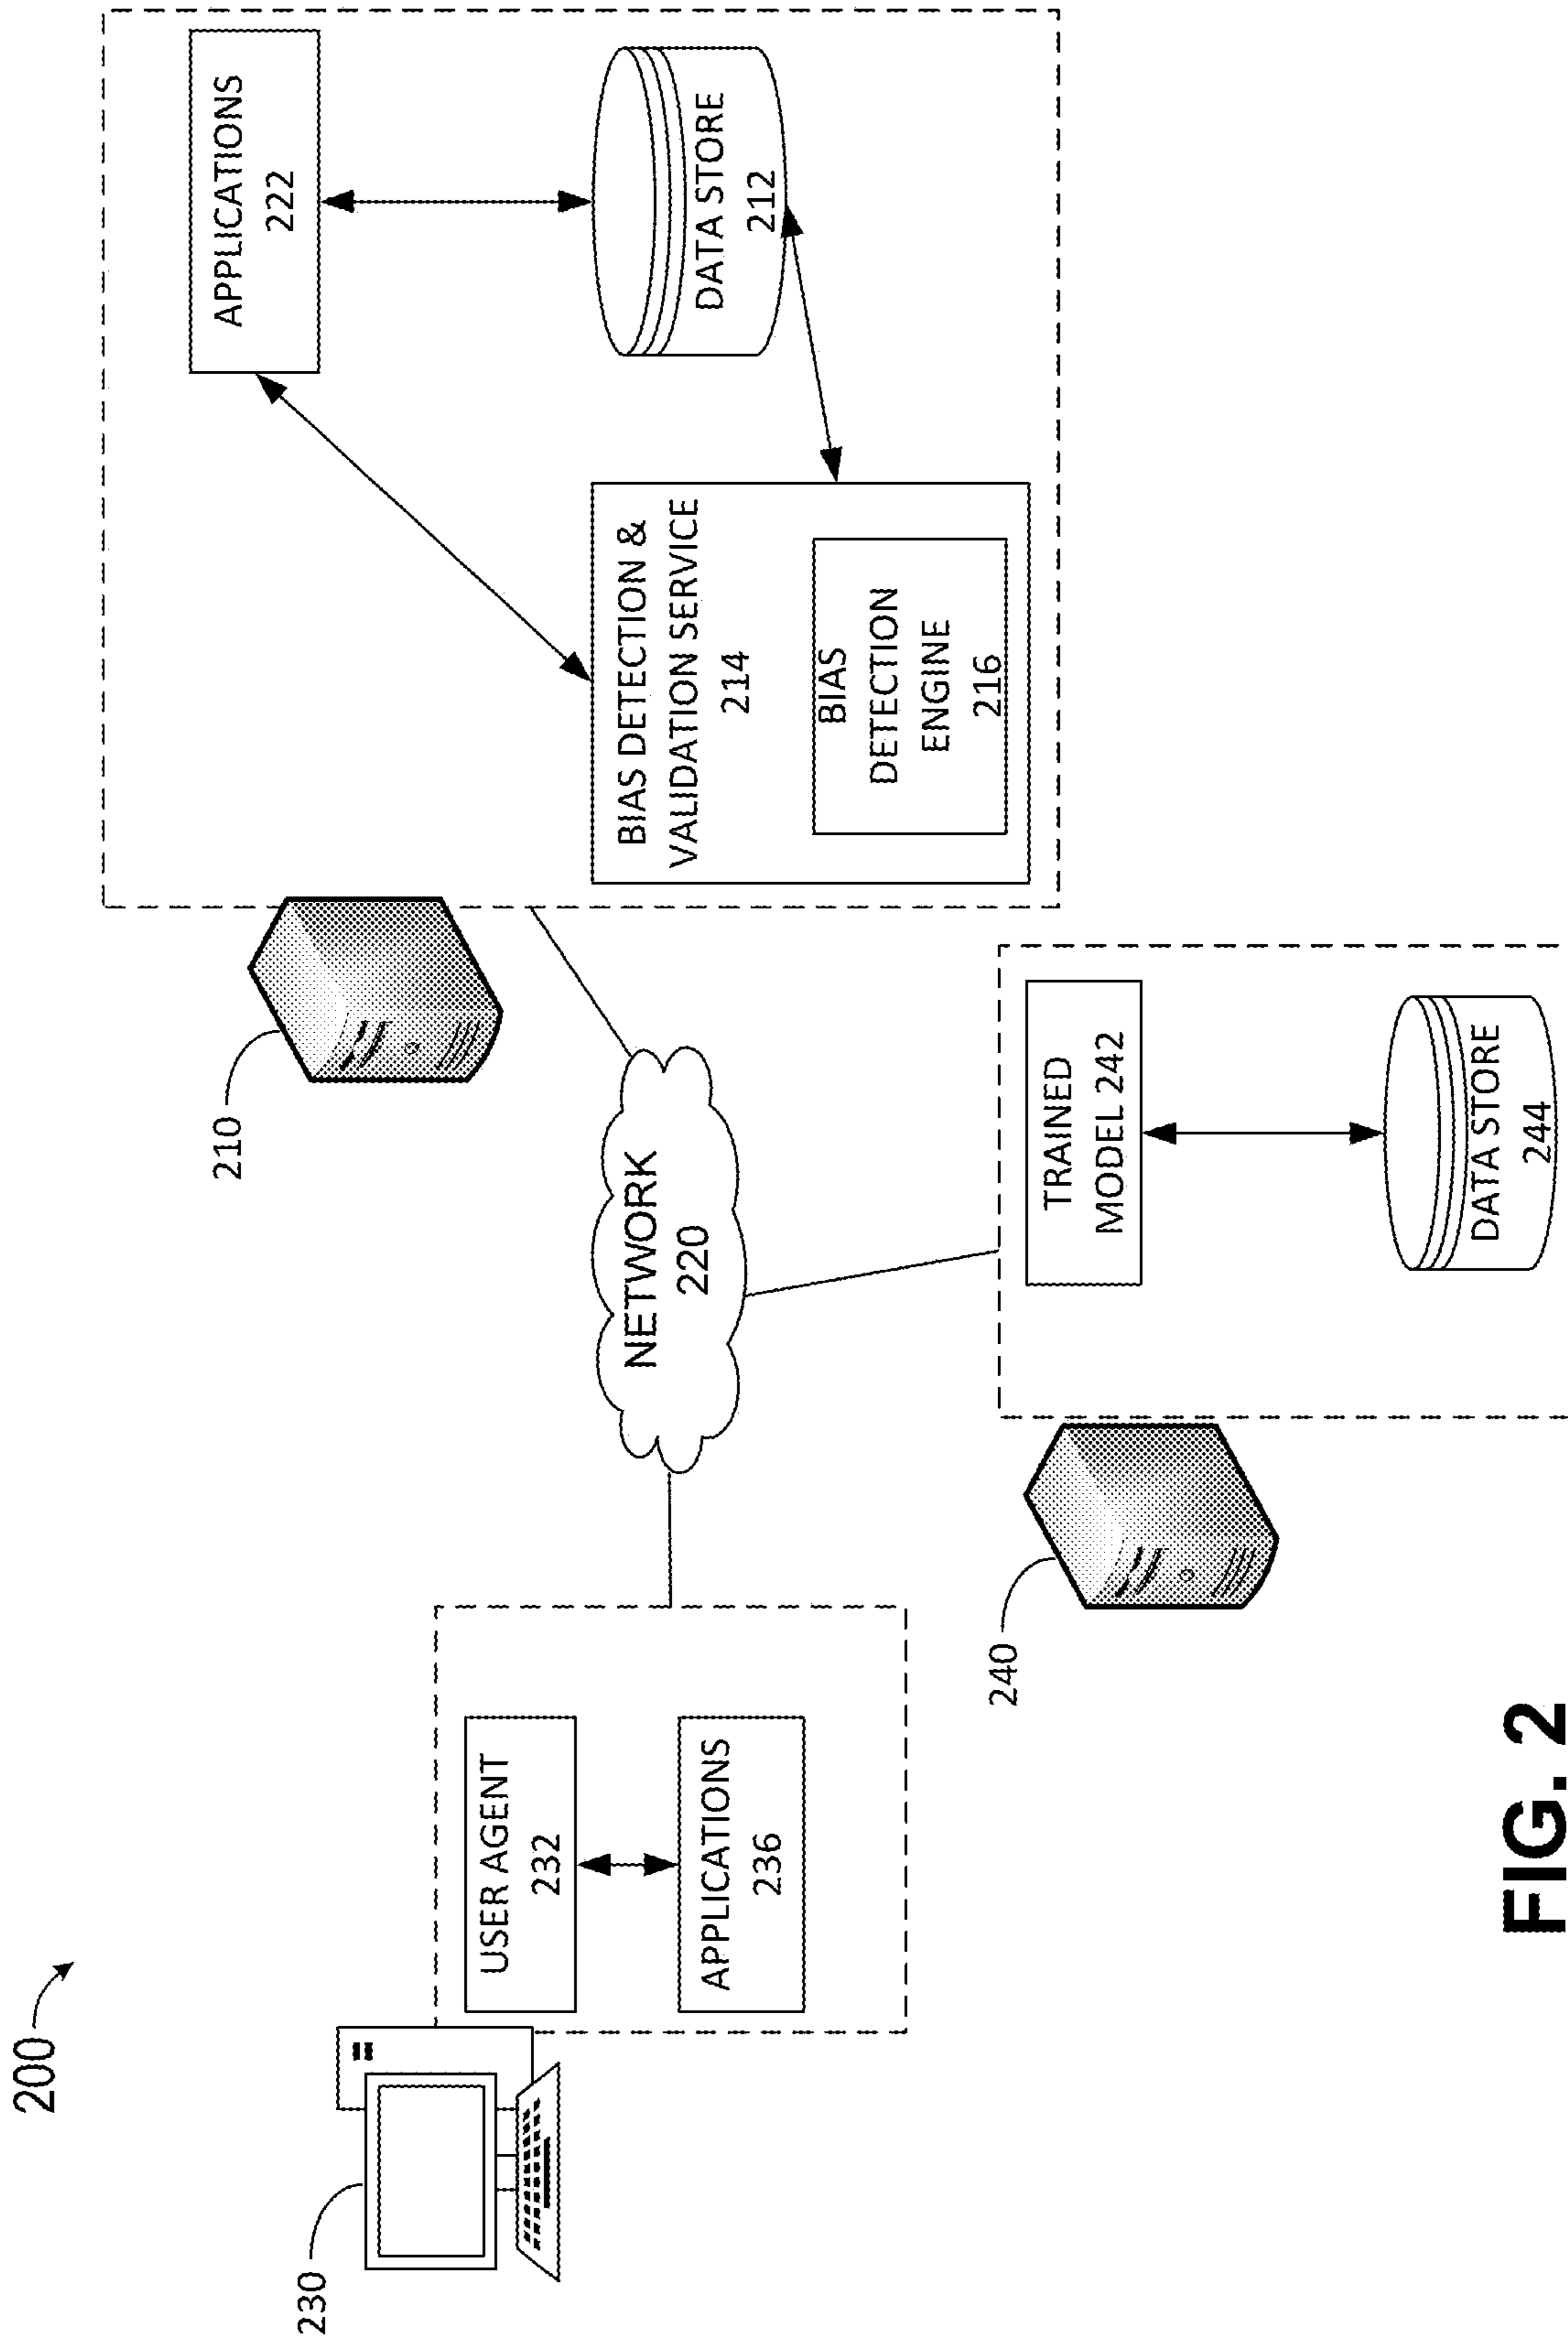 200
230
USER AGENT
232
APPLICATIONS
236
NETWORK
220
210
APPLICATIONS
222
DATA STORE
212
BIAS DETECTION &
VALIDATION SERVICE
214
BIAS
DETECTION
ENGINE
216
240
TRAINED
MODEL 242
DATA STORE
244
FIG. 2